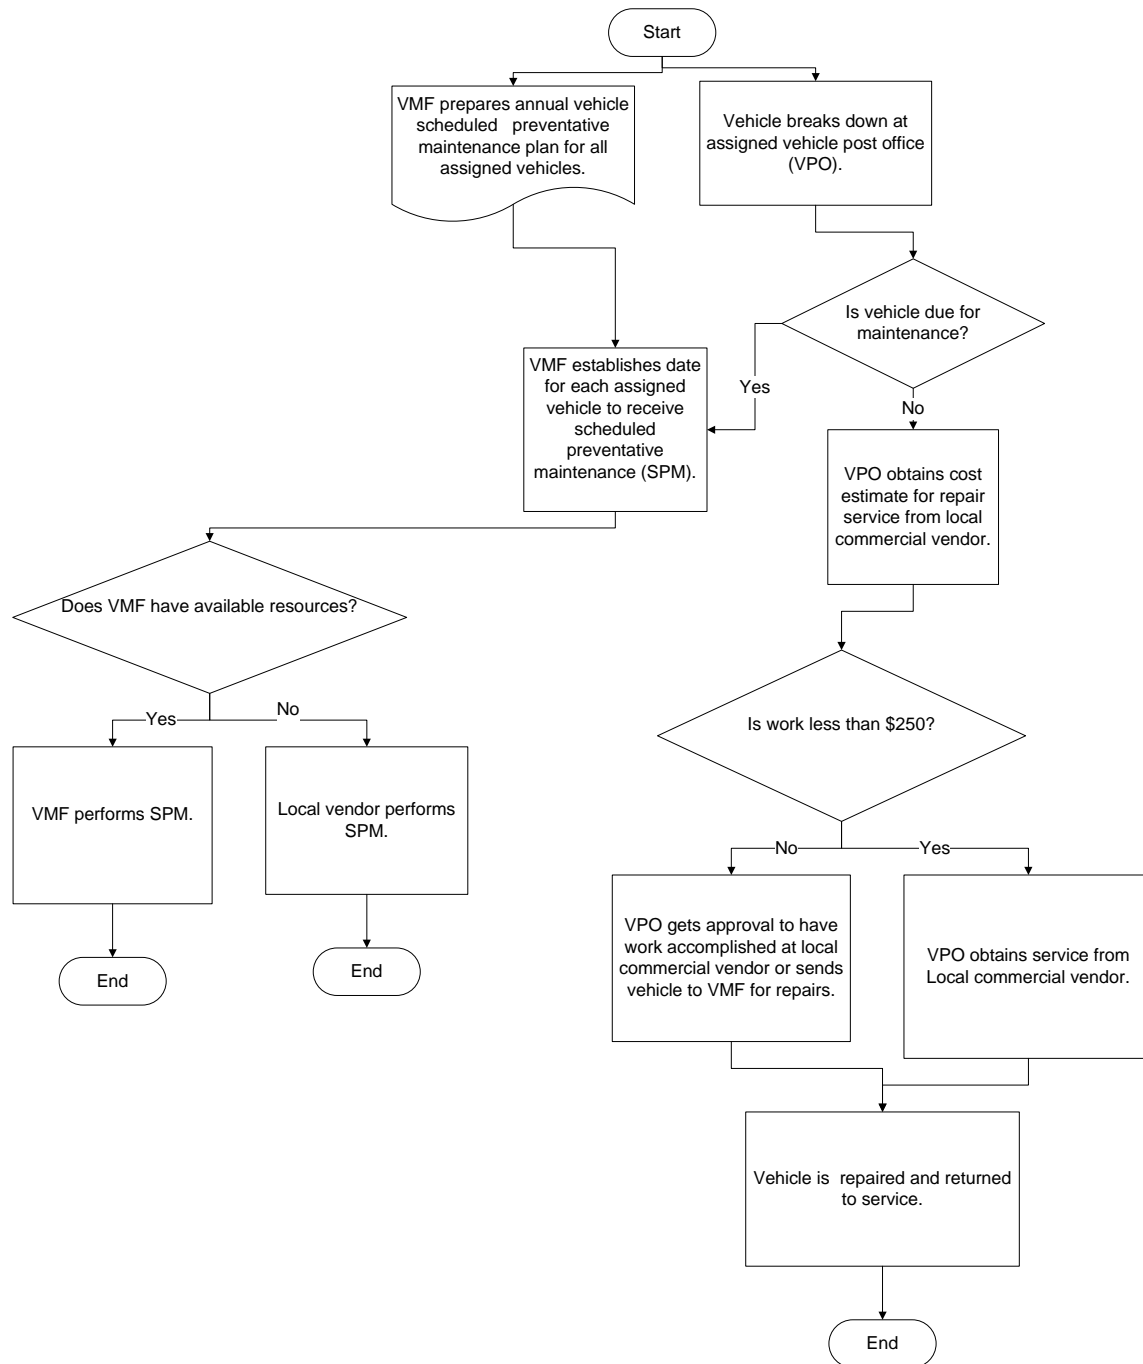 Start
VMF prepares annual vehicle
scheduled preventative
maintenance plan for all
assigned vehicles.
Vehicle breaks down at
assigned vehicle post office
(VPO).
Is vehicle due for
maintenance?
Yes
No
VMF establishes date
for each assigned
vehicle to receive
scheduled
preventative
maintenance (SPM).
VPO obtains cost
estimate for repair
service from local
commercial vendor.
Does VMF have available resources?
Yes
No
Is work less than $250?
VMF performs SPM.
Local vendor performs
SPM.
No
Yes
VPO gets approval to have
work accomplished at local
commercial vendor or sends
vehicle to VMF for repairs.
VPO obtains service from
Local commercial vendor.
End
End
Vehicle is repaired and returned
to service.
End